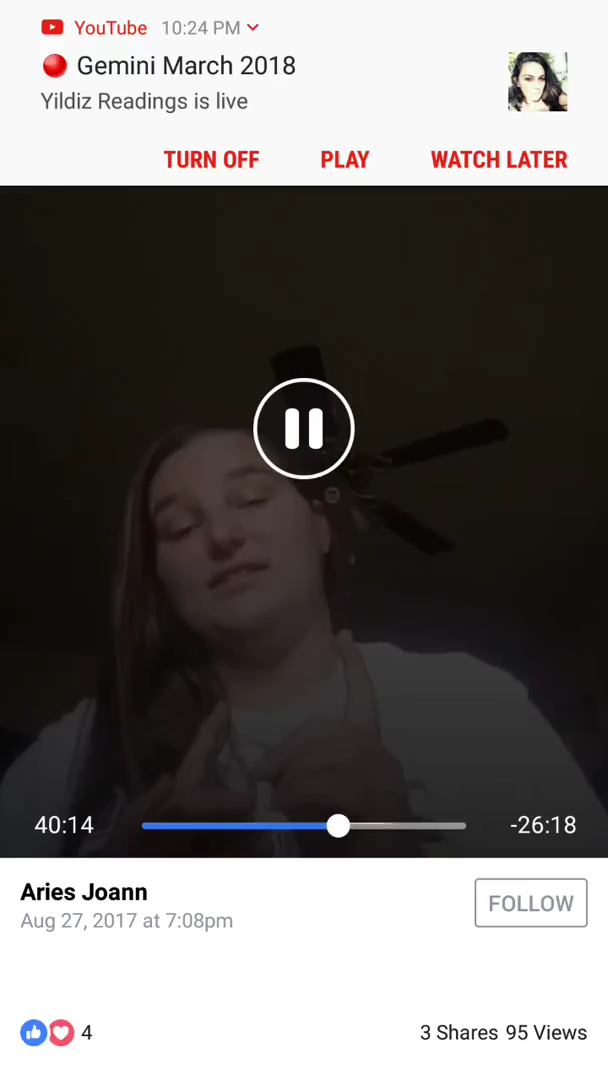 YouTube 10:24 PM
Gemini March 2018
Yildiz Readings is live
TURN OFF PLAY WATCH LATER
40:14 -26:18
Aries Joann
Aug 27, 2017 at 7:08pm
FOLLOW
4 3 Shares 95 Views